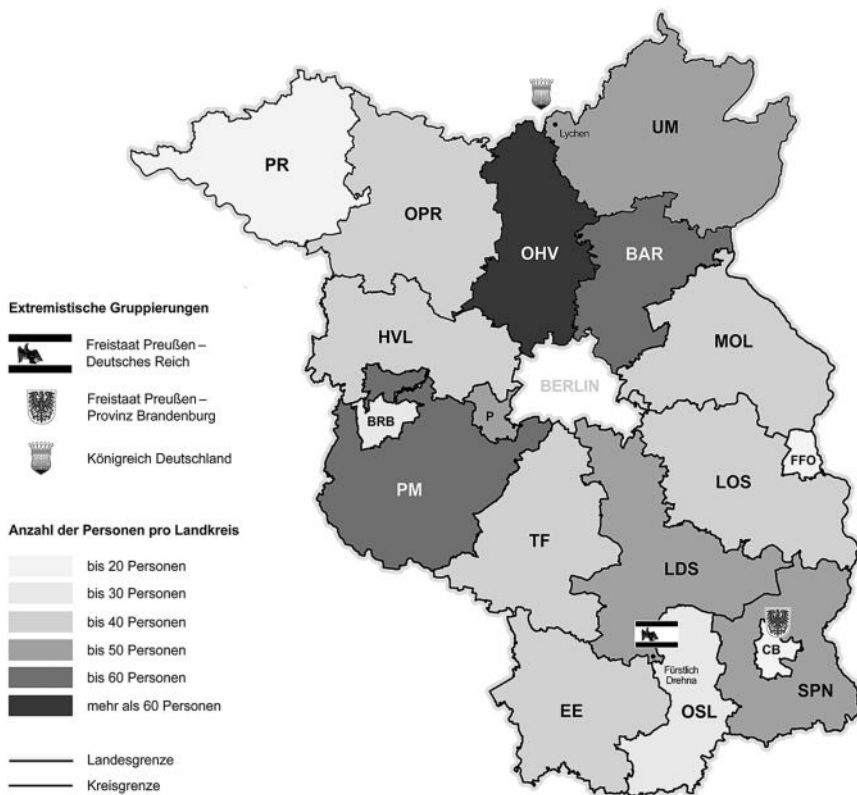 Lychen
UM
PR
OPR
OHV
BAR
Extremistische Gruppierungen
Freistaat Preußen –
Deutsches Reich
HVL
MOL
BERLIN
Freistaat Preußen –
Provinz Brandenburg
P
BRB
Königreich Deutschland
FFO
PM
LOS
Anzahl der Personen pro Landkreis
TF
bis 20 Personen
LDS
bis 30 Personen
bis 40 Personen
bis 50 Personen
CB
Fürstlich
Drehna
bis 60 Personen
SPN
mehr als 60 Personen
EE
OSL
Landesgrenze
Kreisgrenze